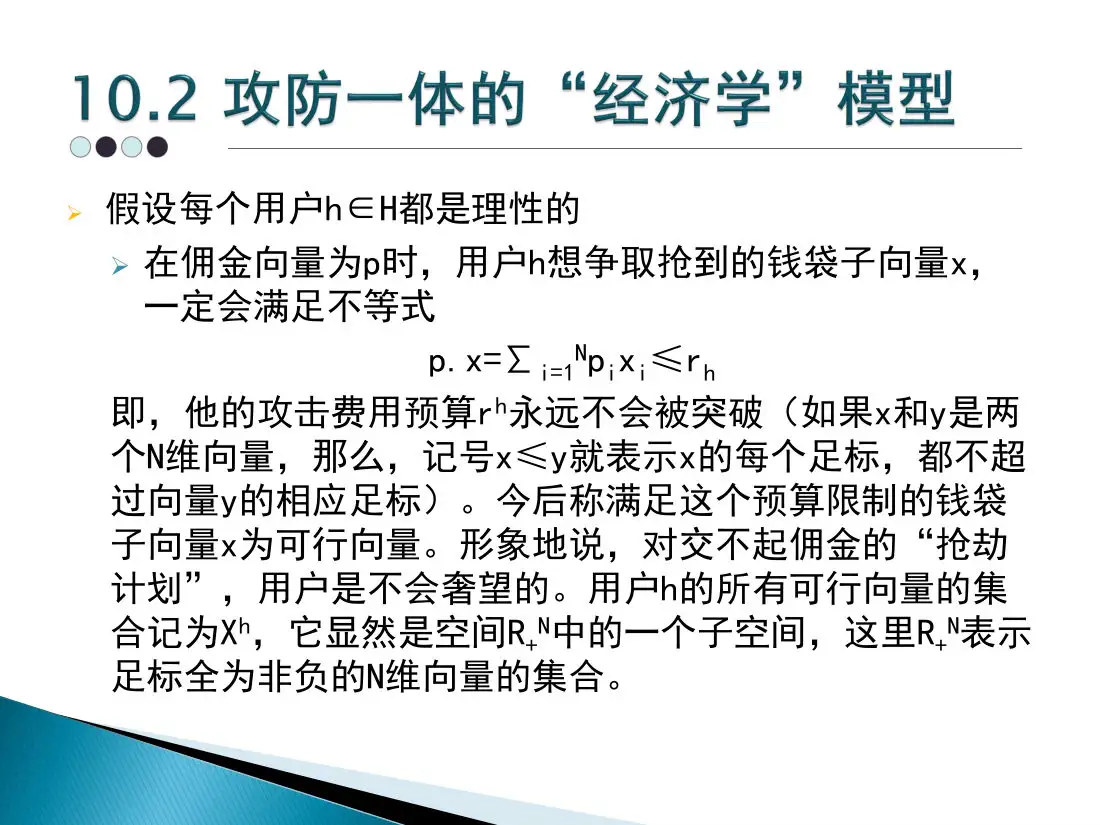 10.2 攻防一体的“经济学”模型
假设每个用户h∈H都是理性的
在佣金向量为p时，用户h想争取抢到的钱袋子向量x，
一定会满足不等式
p.x=∑ᵢ₌₁ᴺpᵢxᵢ≤rₕ
即，他的攻击费用预算rʰ永远不会被突破（如果x和y是两
个N维向量，那么，记号x≤y就表示x的每个足标，都不超
过向量y的相应足标）。今后称满足这个预算限制的钱袋
子向量x为可行向量。形象地说，对交不起佣金的“抢劫
计划”，用户是不会奢望的。用户h的所有可行向量的集
合记为Xʰ，它显然是空间R₊ᴺ中的一个子空间，这里R₊ᴺ表示
足标全为非负的N维向量的集合。